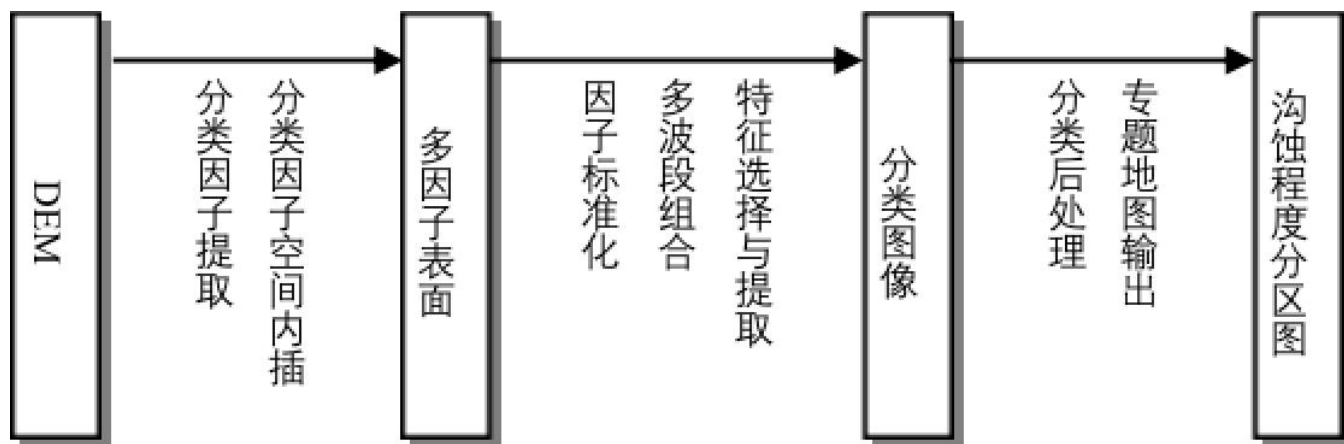 DEM
分类因子提取
分类因子空间内插
多因子表面
因子标准化
多波段组合
特征选择与提取
分类图像
分类后处理
专题地图输出
沟蚀程度分区图